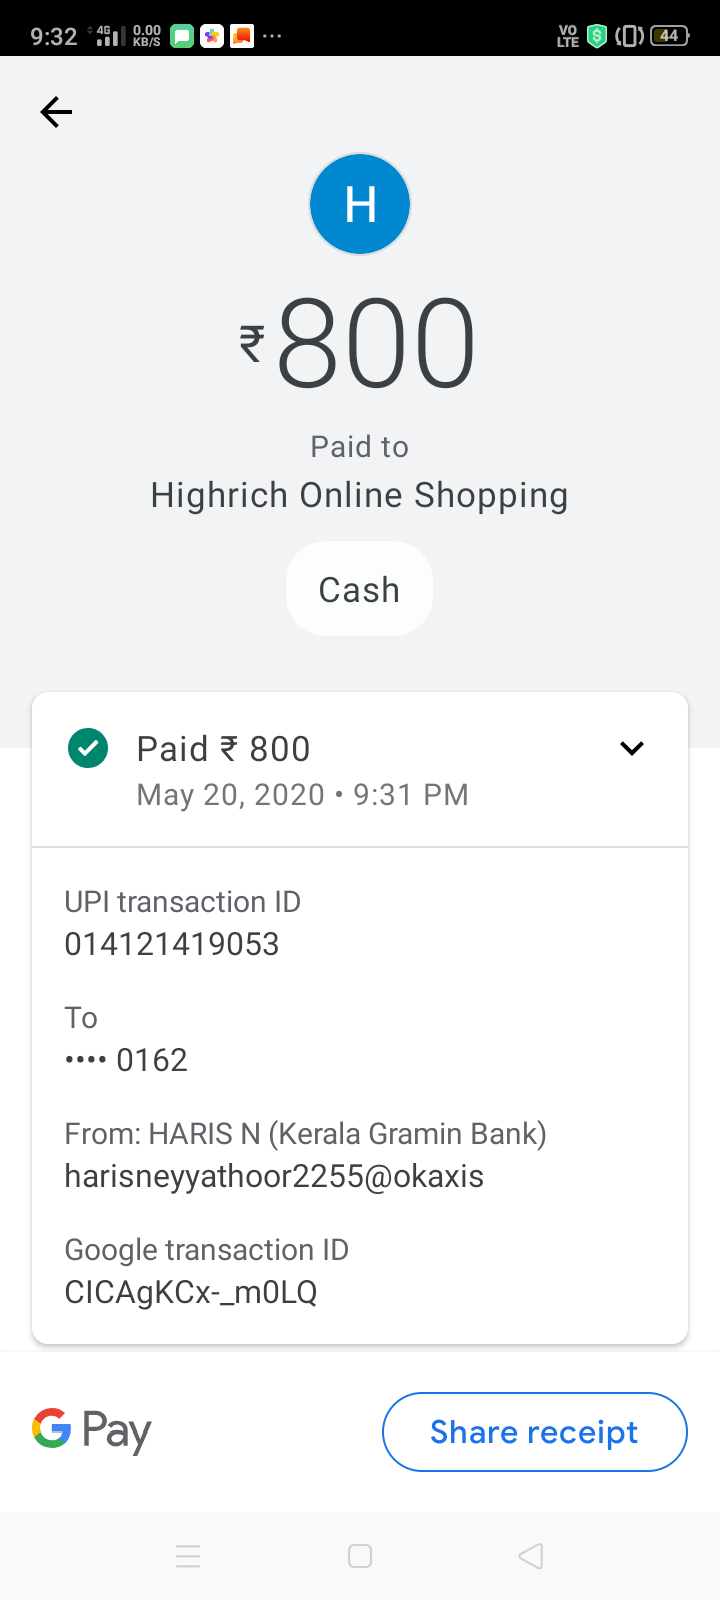 9:32 4G 0.00 KB/S ... VO LTE 44
H
₹800
Paid to
Highrich Online Shopping
Cash
Paid ₹ 800
May 20, 2020 • 9:31 PM
UPI transaction ID
014121419053
To
•••• 0162
From: HARIS N (Kerala Gramin Bank)
harisneyyathoor2255@okaxis
Google transaction ID
CICAgKCx-_m0LQ
G Pay
Share receipt